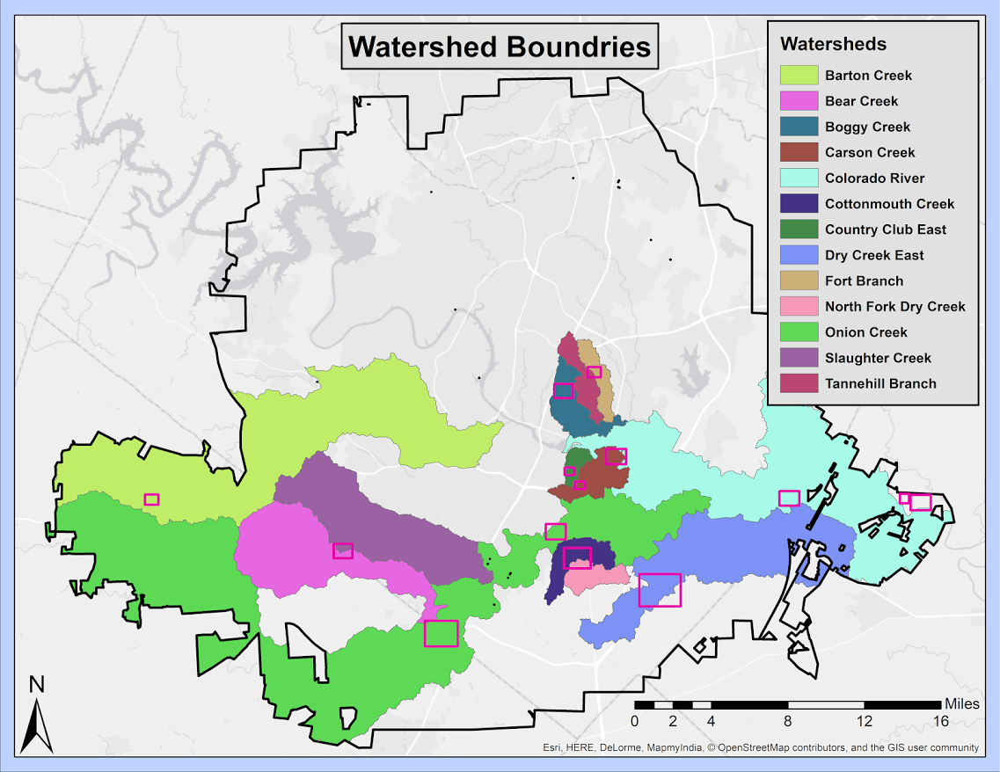 Watershed Boundries
Watersheds
Barton Creek
Bear Creek
Boggy Creek
Carson Creek
Colorado River
Cottonmouth Creek
Country Club East
Dry Creek East
Fort Branch
North Fork Dry Creek
Onion Creek
Slaughter Creek
Tannehill Branch
N
Miles
0 2 4 8 12 16
Esri, HERE, DeLorme, MapmyIndia, © OpenStreetMap contributors, and the GIS user community